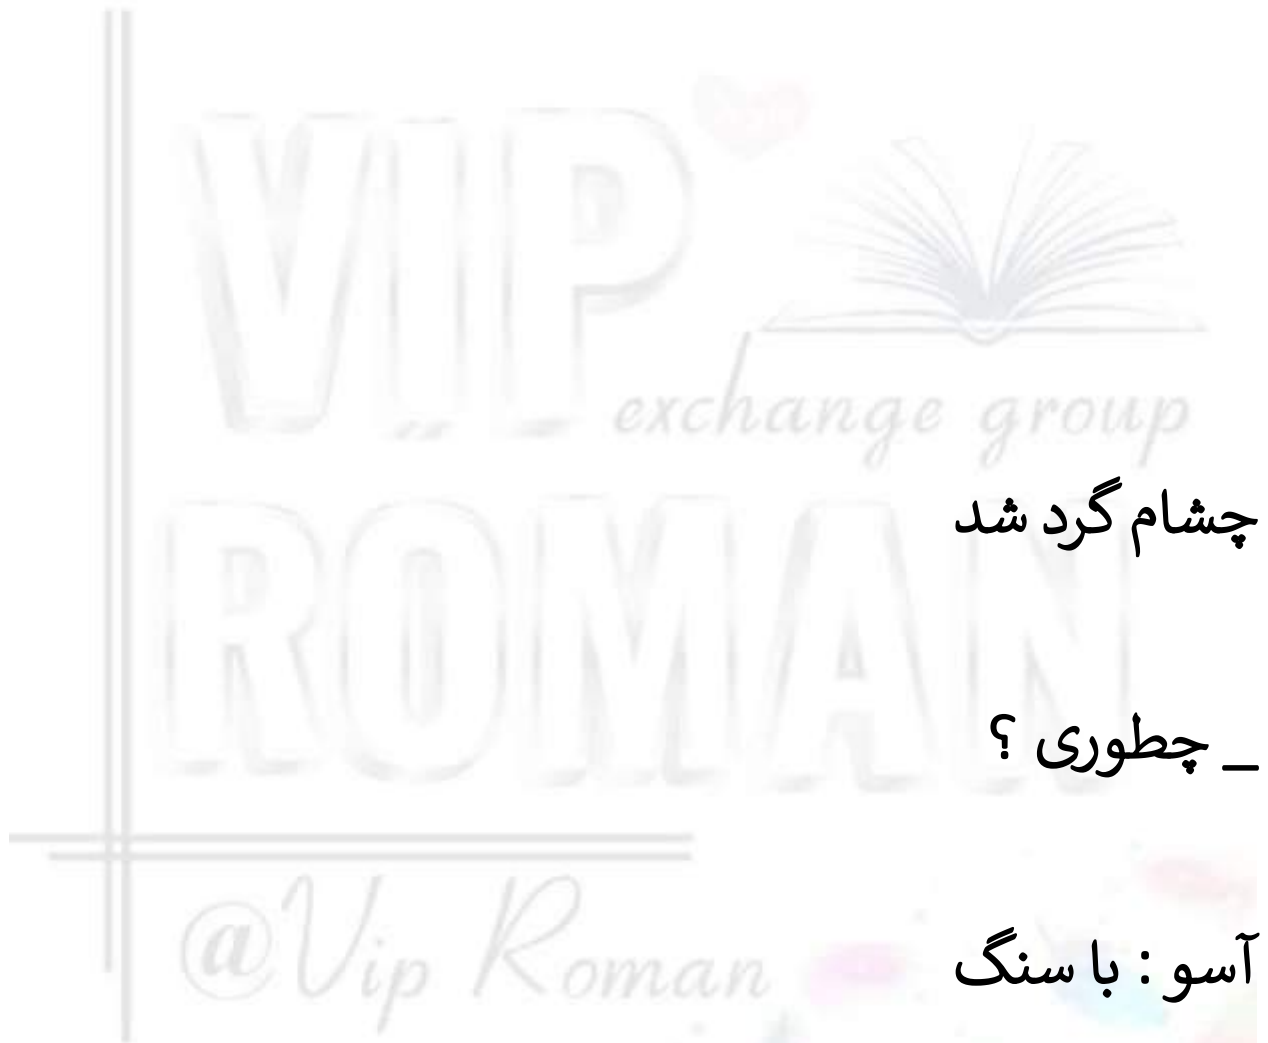 VIP
exchange group
ROMAN
چشام گرد شد
_ چطوری ؟
@Vip Roman
آسو : با سنگ